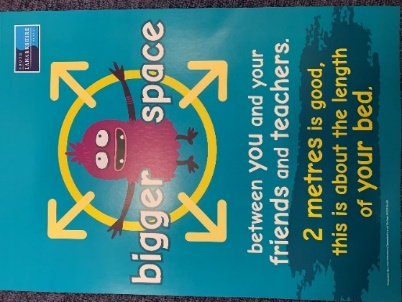 LANCASHIRE
bigger space
between you and your
friends and teachers.
2 metres is good,
this is about the length
of your bed.